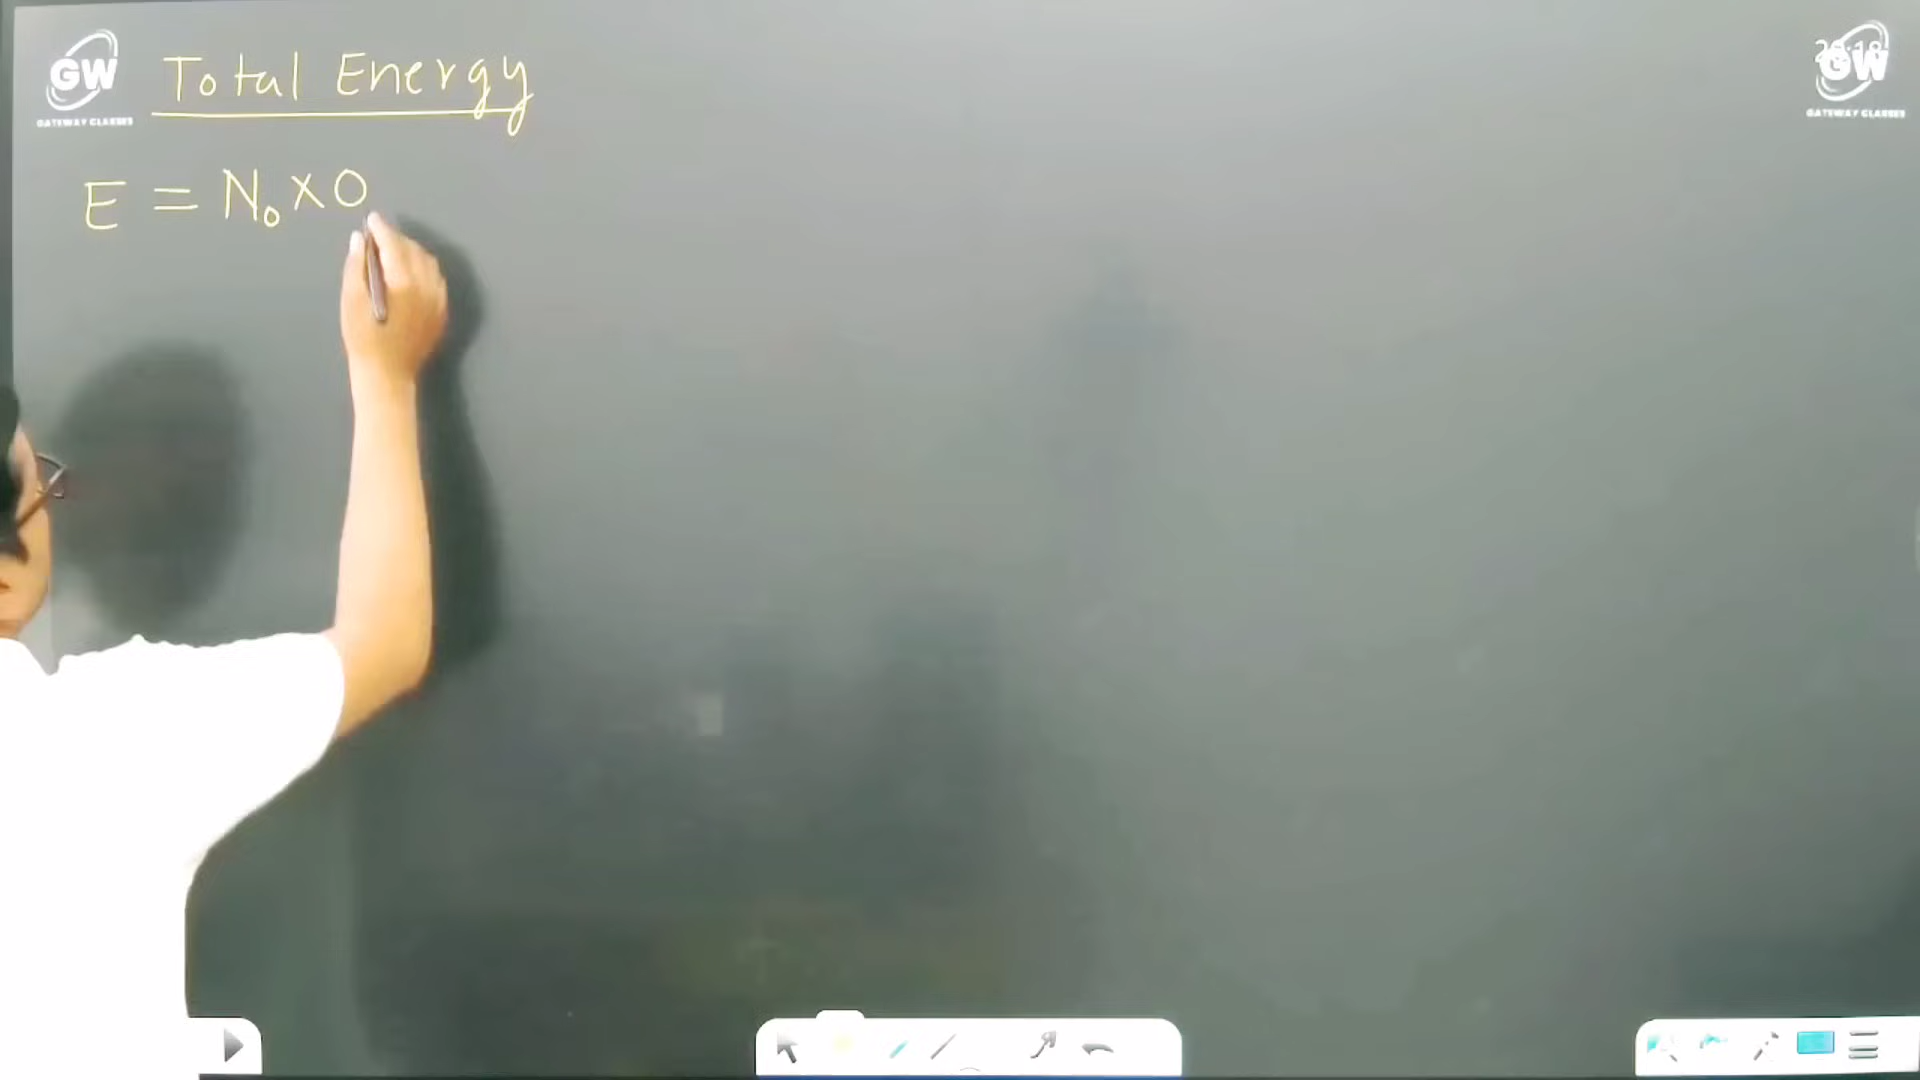 GW Total Energy GW
GATEWAY CLASSES GATEWAY CLASSES
E = N₀ × 0